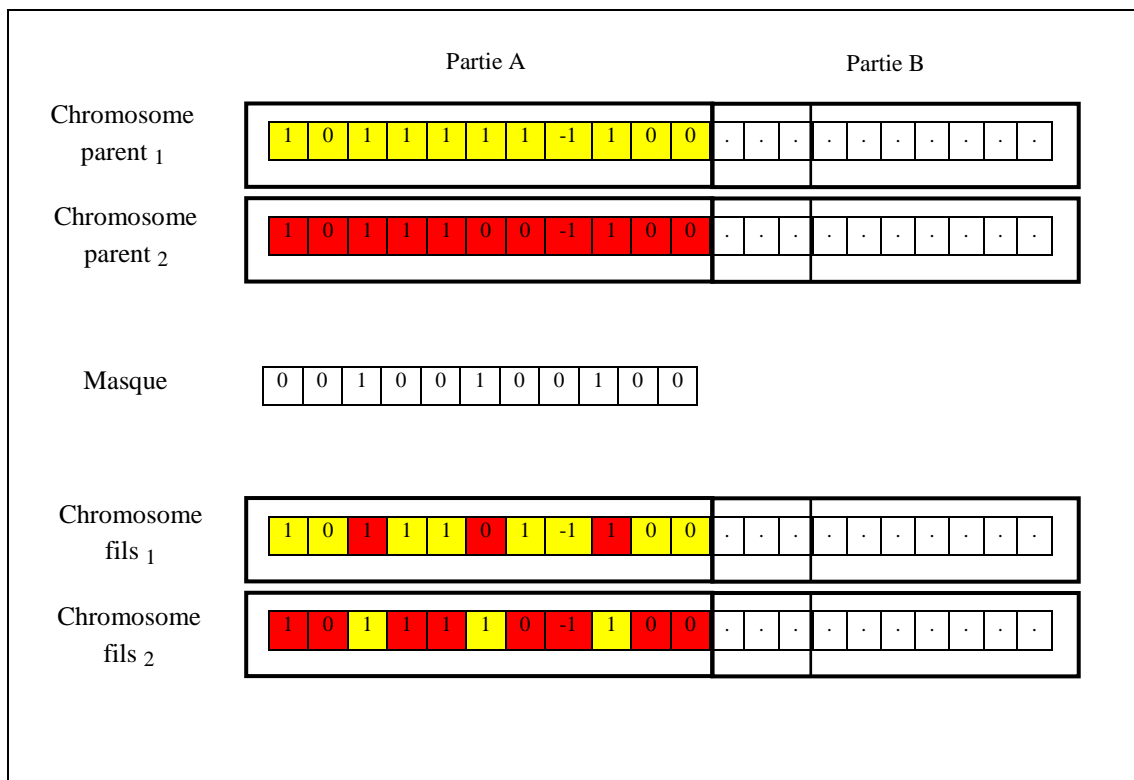 Partie A Partie B
Chromosome
parent 1
1 0 1 1 1 1 1 -1 1 0 0 . . . . . . . . .
Chromosome
parent 2
1 0 1 1 1 0 0 -1 1 0 0 . . . . . . . . .
Masque
0 0 1 0 0 1 0 0 1 0 0
Chromosome
fils 1
1 0 1 1 1 0 1 -1 1 0 0 . . . . . . . . .
Chromosome
fils 2
1 0 1 1 1 1 0 -1 1 0 0 . . . . . . . . .